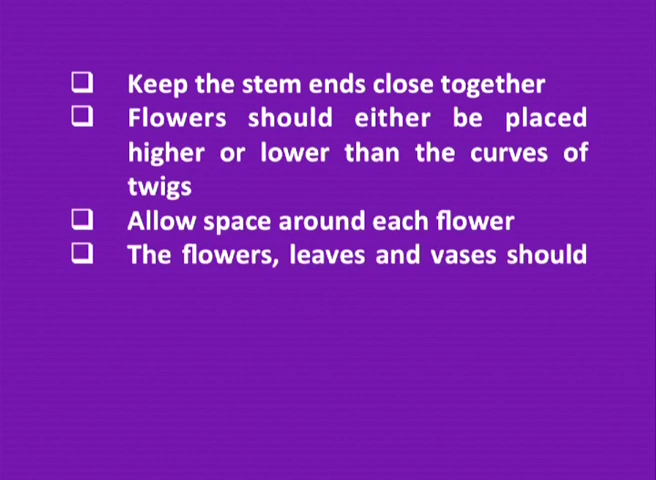 ❑ Keep the stem ends close together
❑ Flowers should either be placed
higher or lower than the curves of
twigs
❑ Allow space around each flower
❑ The flowers, leaves and vases should